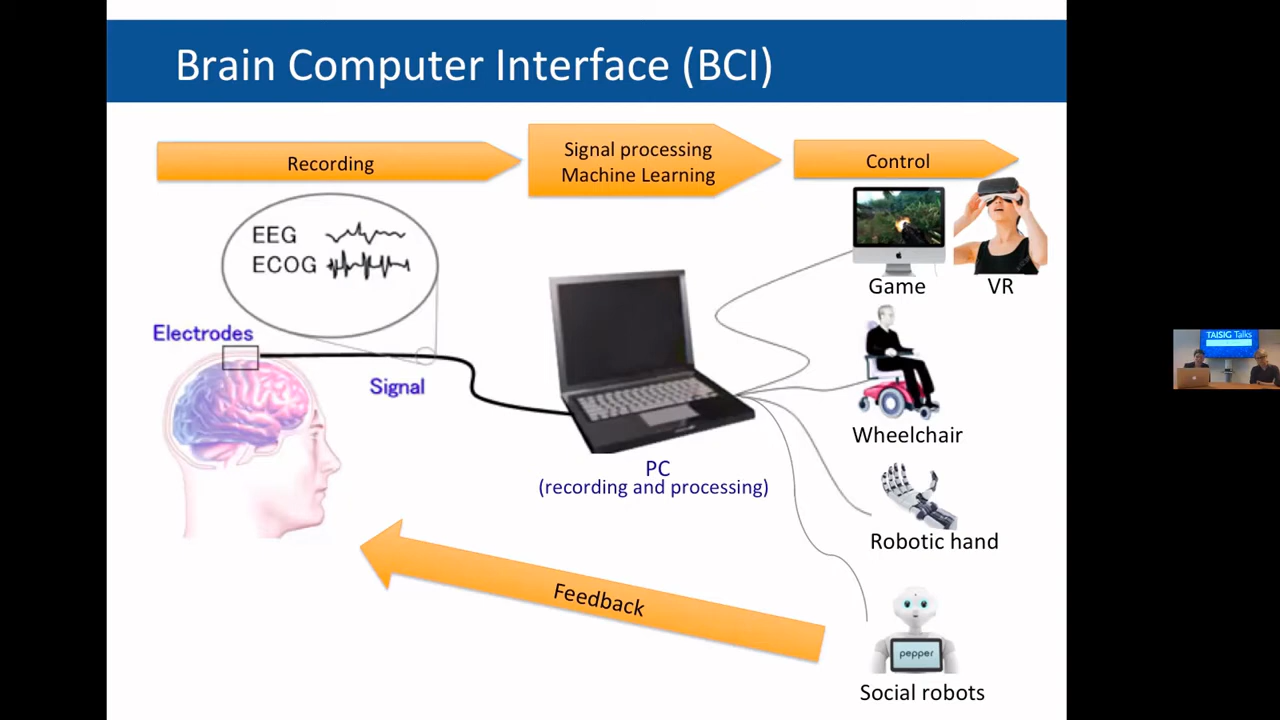 Brain Computer Interface (BCI)
Recording
Signal processing
Machine Learning
Control
EEG
ECOG
Electrodes
Signal
PC
(recording and processing)
Game
VR
Wheelchair
Robotic hand
Feedback
pepper
Social robots
TAISIG Talks